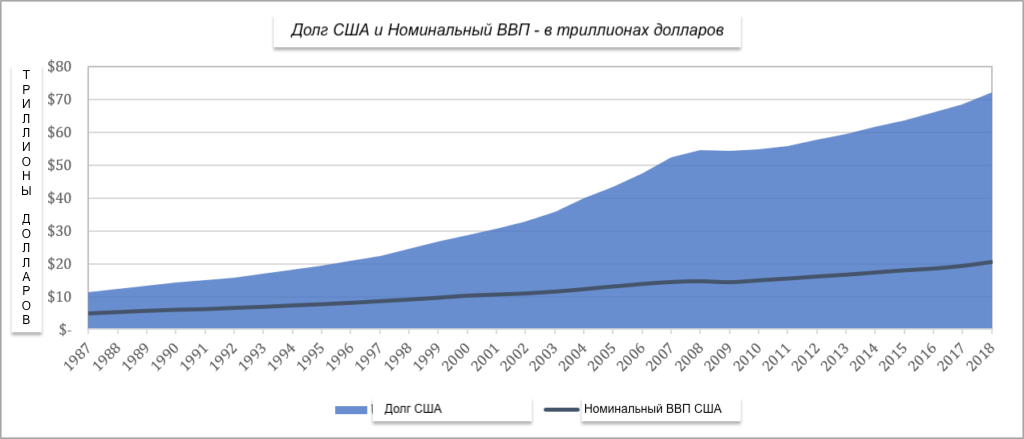 Долг США и Номинальный ВВП - в триллионах долларов
ТРИЛЛИОНЫ ДОЛЛАРОВ
$80
$70
$60
$50
$40
$30
$20
$10
$-
1987 1988 1989 1990 1991 1992 1993 1994 1995 1996 1997 1998 1999 2000 2001 2002 2003 2004 2005 2006 2007 2008 2009 2010 2011 2012 2013 2014 2015 2016 2017 2018
Долг США Номинальный ВВП США